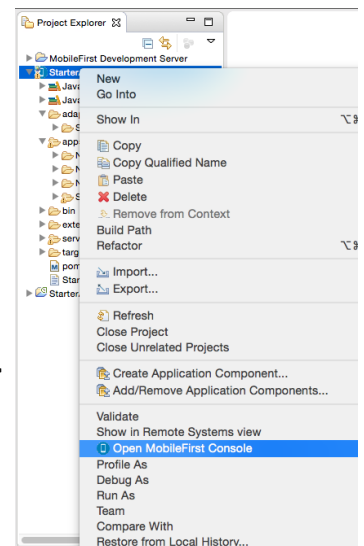 Project Explorer
MobileFirst Development Server
Starter
New
Java
Go Into
Java
ada
Show In
S
app
Copy
N
Copy Qualified Name
N
Paste
N
Delete
S
Remove from Context
bin
Build Path
exte
Refactor
serv
targ
Import...
pom
Export...
Star
Starter
Refresh
Close Project
Close Unrelated Projects
Create Application Component...
Add/Remove Application Components...
Validate
Show in Remote Systems view
Open MobileFirst Console
Profile As
Debug As
Run As
Team
Compare With
Restore from Local History...